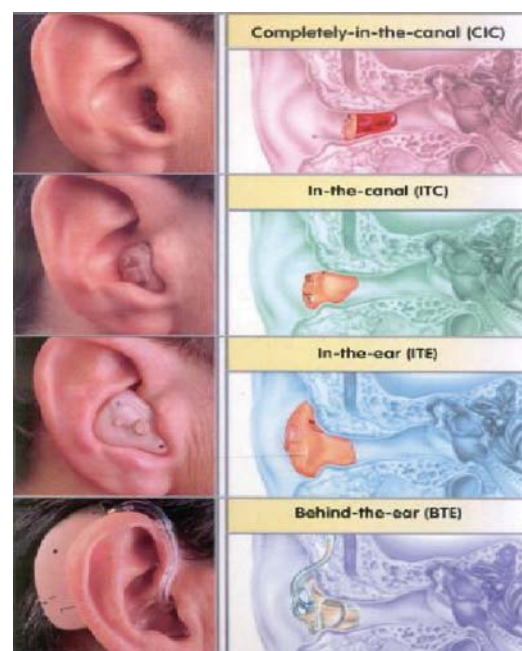 Completely-in-the-canal (CIC)
In-the-canal (ITC)
In-the-ear (ITE)
Behind-the-ear (BTE)